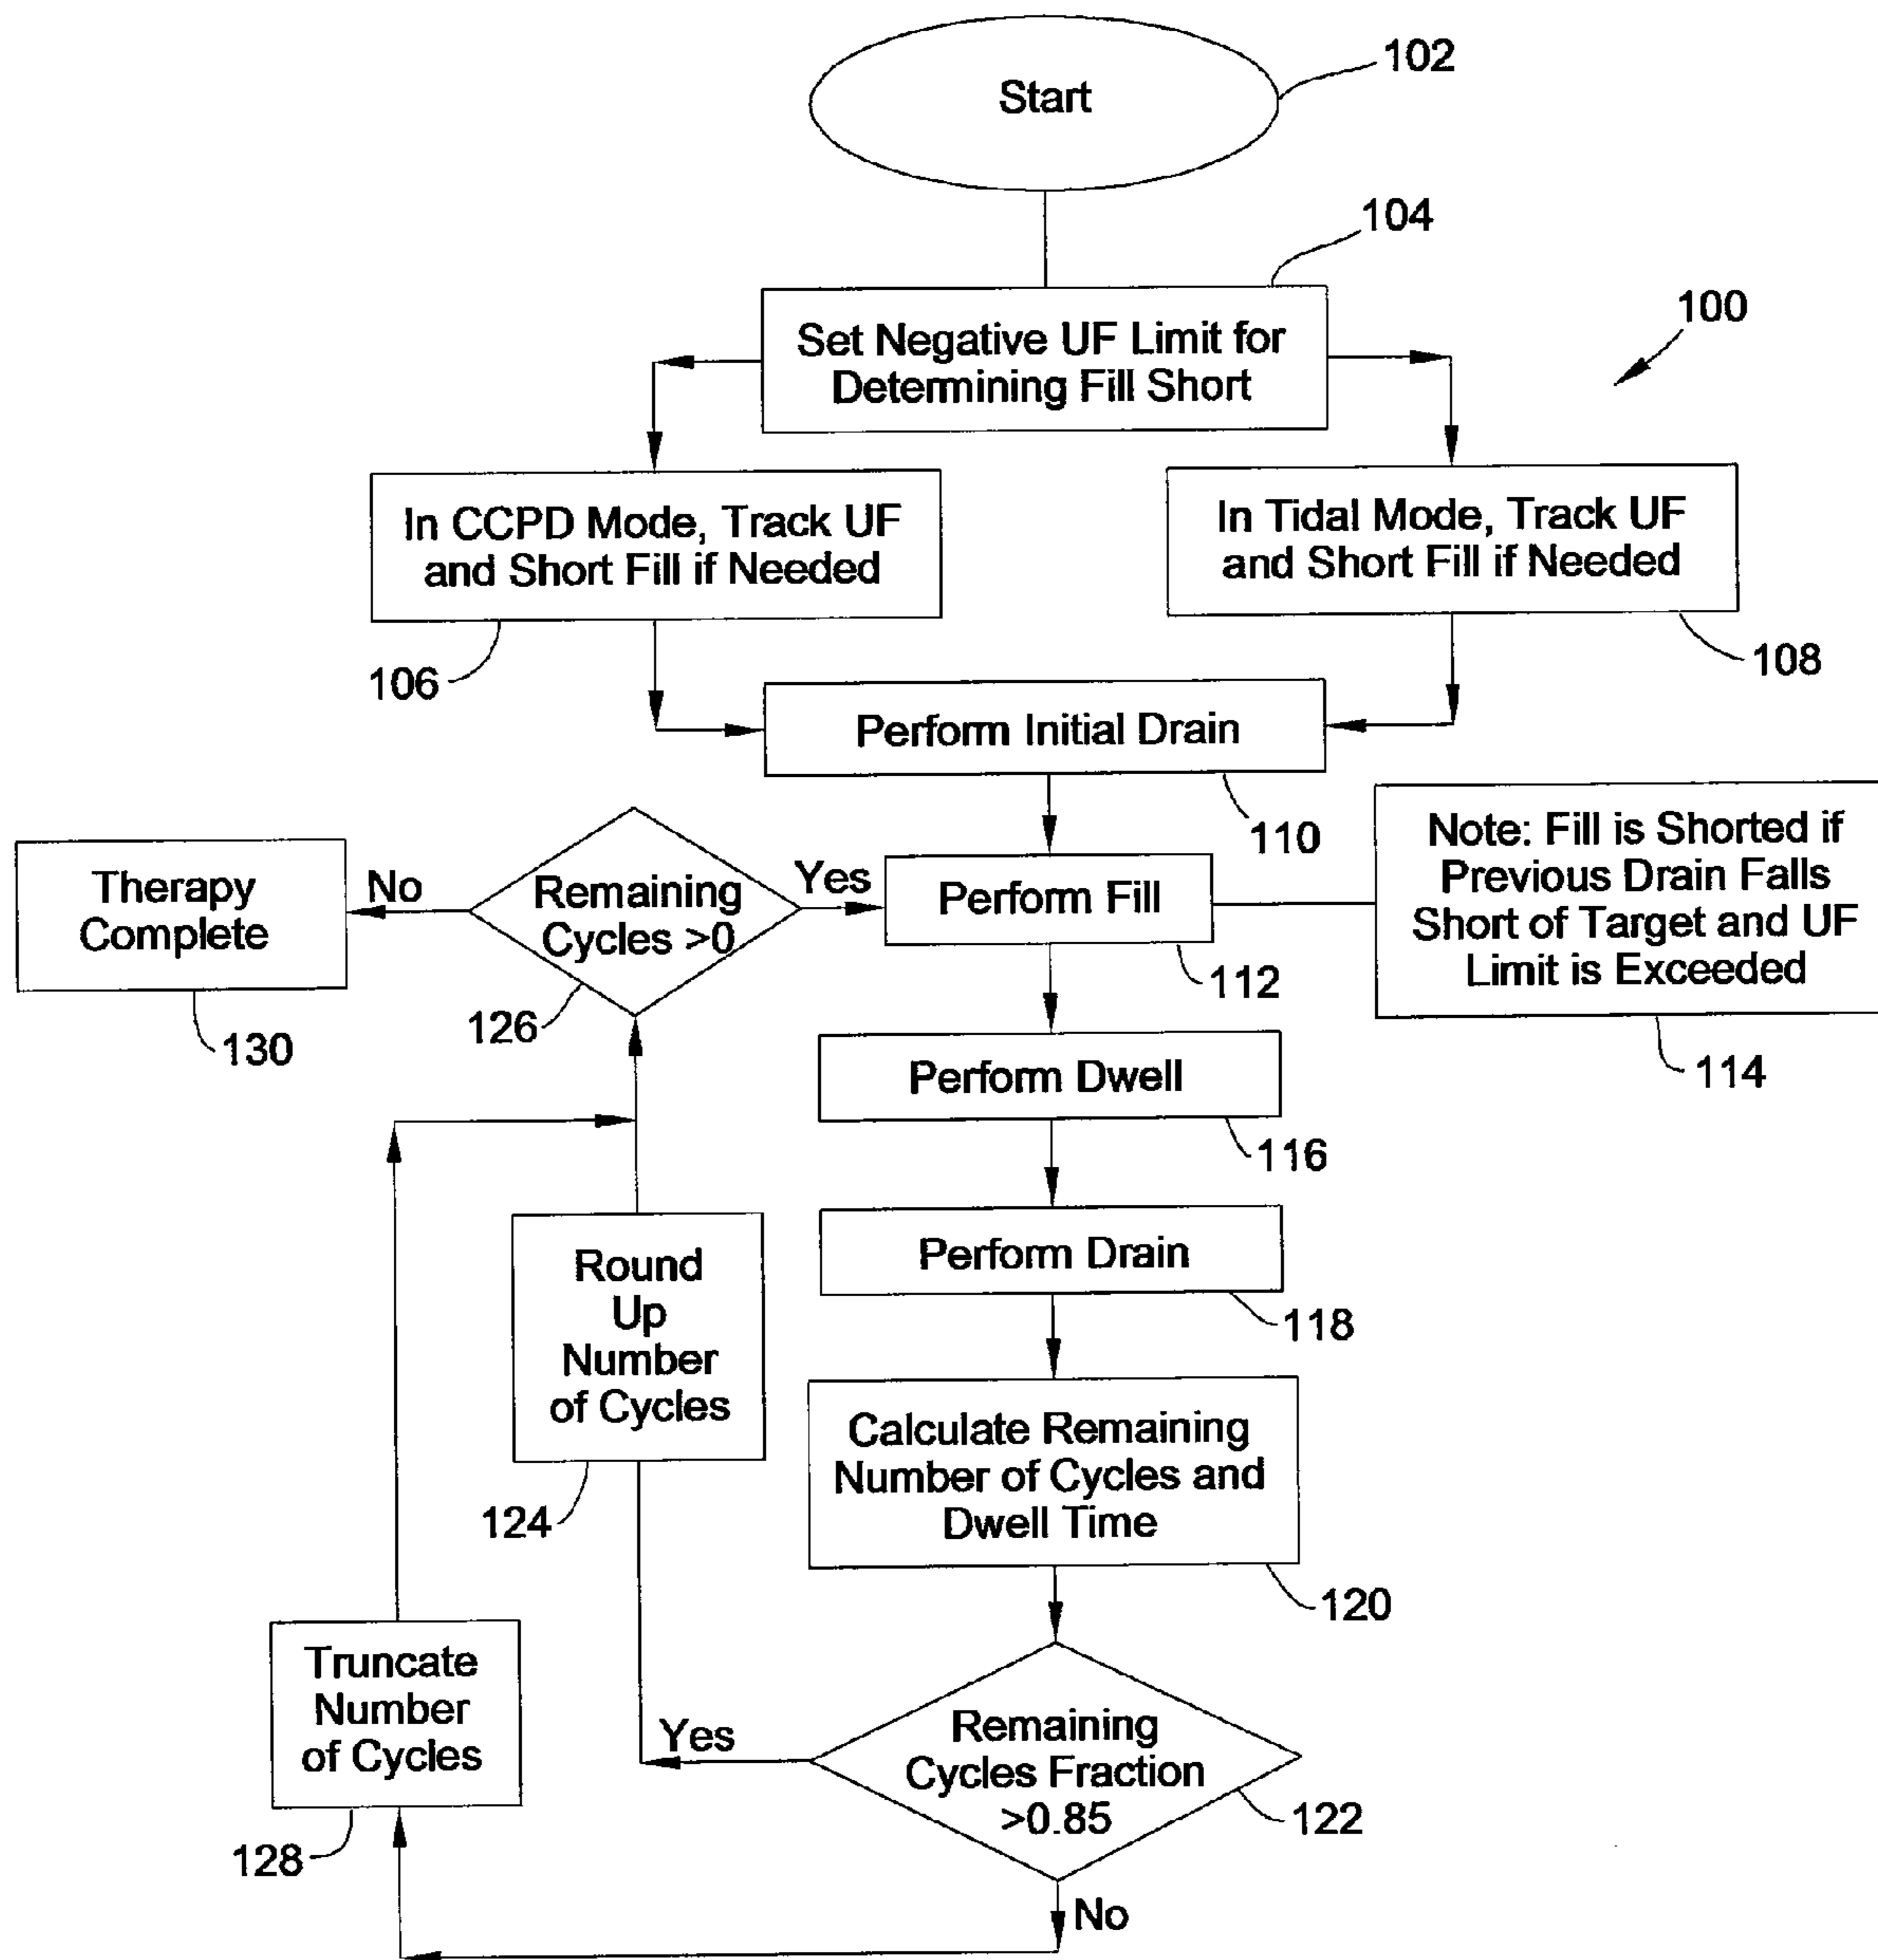 Start
102
104
Set Negative UF Limit for
Determining Fill Short
100
In CCPD Mode, Track UF
and Short Fill if Needed
106
In Tidal Mode, Track UF
and Short Fill if Needed
108
Perform Initial Drain
110
Note: Fill is Shorted if
Previous Drain Falls
Short of Target and UF
Limit is Exceeded
114
Therapy
Complete
130
No
Remaining
Cycles >0
126
Yes
Perform Fill
112
Perform Dwell
116
Perform Drain
118
Round
Up
Number
of Cycles
124
Calculate Remaining
Number of Cycles and
Dwell Time
120
Truncate
Number
of Cycles
128
Yes
Remaining
Cycles Fraction
>0.85
122
No